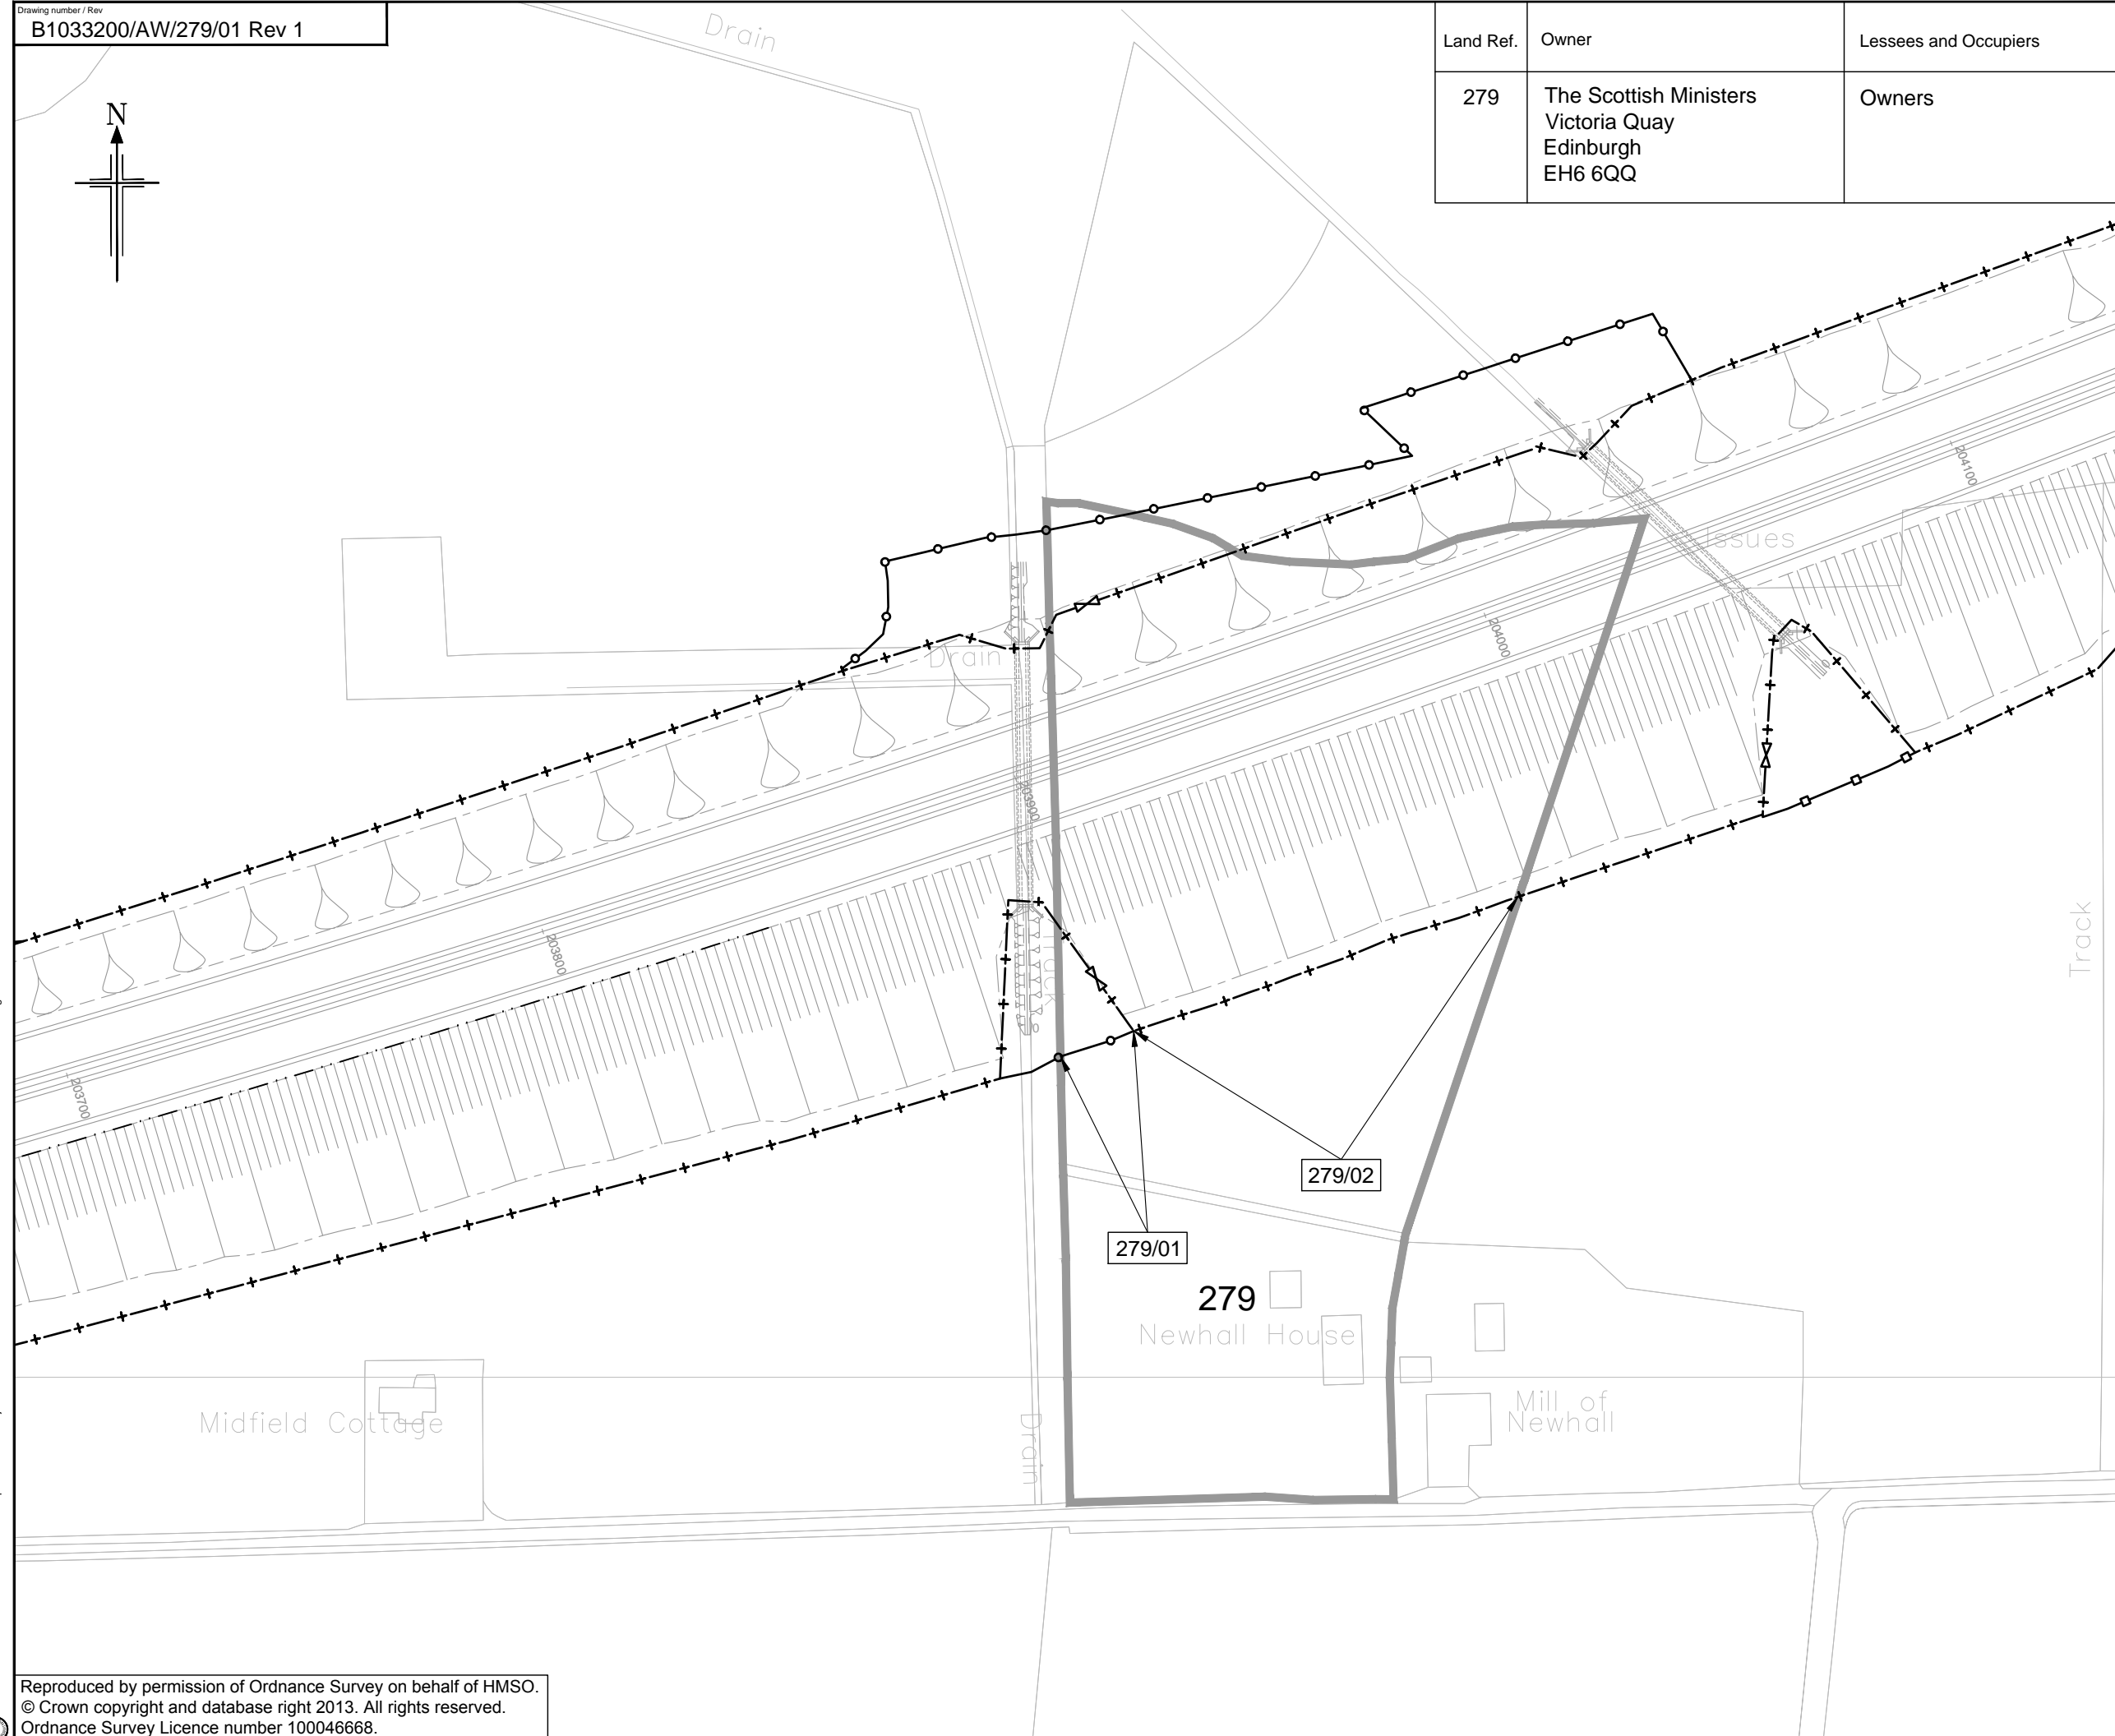 Drawing number / Rev
B1033200/AW/279/01 Rev 1
Land Ref.
Owner
Lessees and Occupiers
279
The Scottish Ministers
Victoria Quay
Edinburgh
EH6 6QQ
Owners
N
Drain
204100
Issues
204000
Drain
203900
203800
Track
Track
203700
279/02
279/01
279
Newhall House
Mill of
Newhall
Midfield Cottage
Drain
Reproduced by permission of Ordnance Survey on behalf of HMSO.
© Crown copyright and database right 2013. All rights reserved.
Ordnance Survey Licence number 100046668.